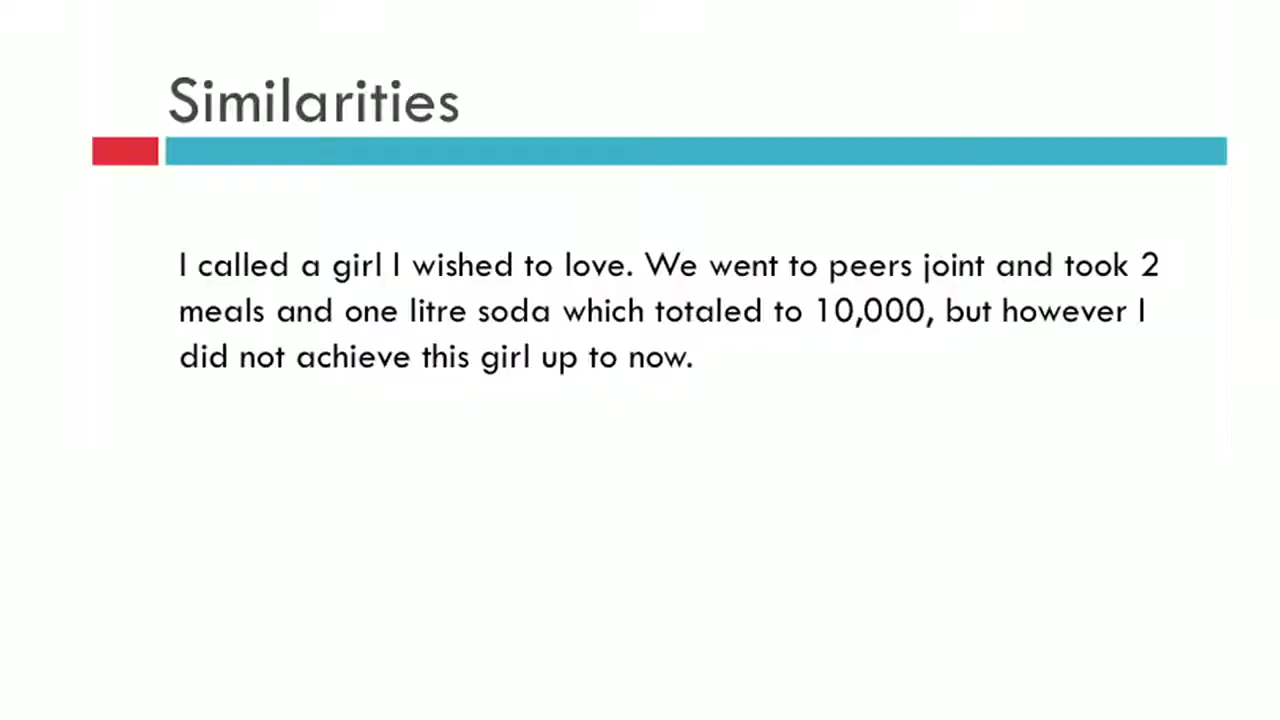 Similarities
I called a girl I wished to love. We went to peers joint and took 2
meals and one litre soda which totaled to 10,000, but however I
did not achieve this girl up to now.